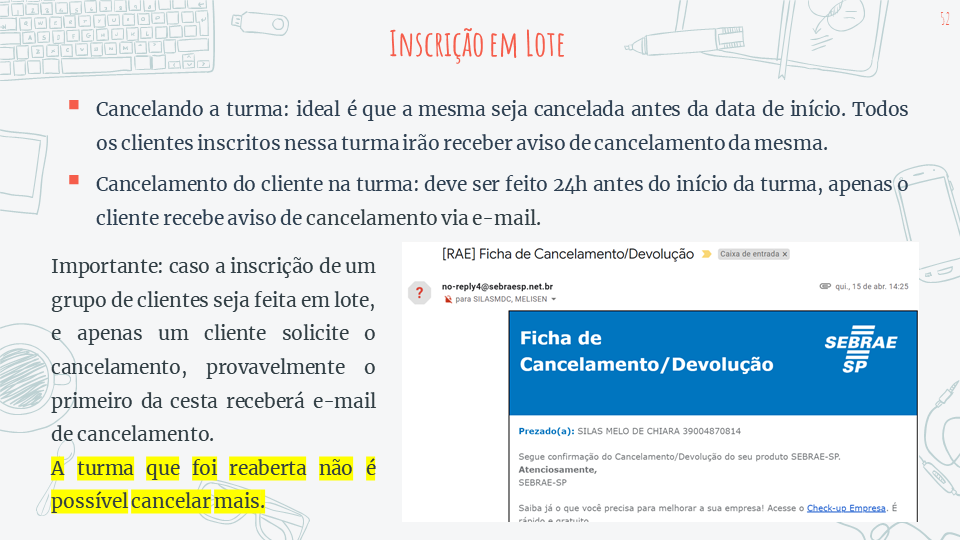 52
Inscrição em Lote
Cancelando a turma: ideal é que a mesma seja cancelada antes da data de início. Todos
os clientes inscritos nessa turma irão receber aviso de cancelamento da mesma.
Cancelamento do cliente na turma: deve ser feito 24h antes do início da turma, apenas o
cliente recebe aviso de cancelamento via e-mail.
Importante: caso a inscrição de um
grupo de clientes seja feita em lote,
e apenas um cliente solicite o
cancelamento, provavelmente o
primeiro da cesta receberá e-mail
de cancelamento.
A turma que foi reaberta não é
possível cancelar mais.
[RAE] Ficha de Cancelamento/Devolução Caixa de entrada x
?
no-reply4@sebraesp.net.br qui., 15 de abr. 14:25
para SILASMDC, MELISEN
Ficha de
Cancelamento/Devolução
SEBRAE
SP
Prezado(a): SILAS MELO DE CHIARA 39004870814
Segue confirmação do Cancelamento/Devolução do seu produto SEBRAE-SP.
Atenciosamente,
SEBRAE-SP
Saiba já o que você precisa para melhorar a sua empresa! Acesse o Check-up Empresa. É
rápido e gratuito